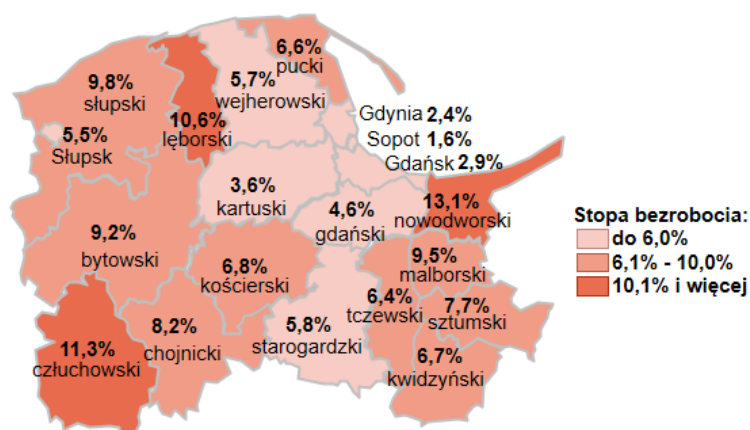 6,6%
pucki
9,8%
słupski
5,7%
wejherowski
10,6%
lęborski
Gdynia 2,4%
Sopot 1,6%
Gdańsk 2,9%
5,5%
Słupsk
3,6%
kartuski
4,6%
gdański
13,1%
nowodworski
Stopa bezrobocia:
do 6,0%
6,1% - 10,0%
10,1% i więcej
9,2%
bytowski
6,8%
kościerski
9,5%
malborski
6,4%
tczewski
7,7%
sztumski
11,3%
człuchowski
8,2%
chojnicki
5,8%
starogardzki
6,7%
kwidzyński